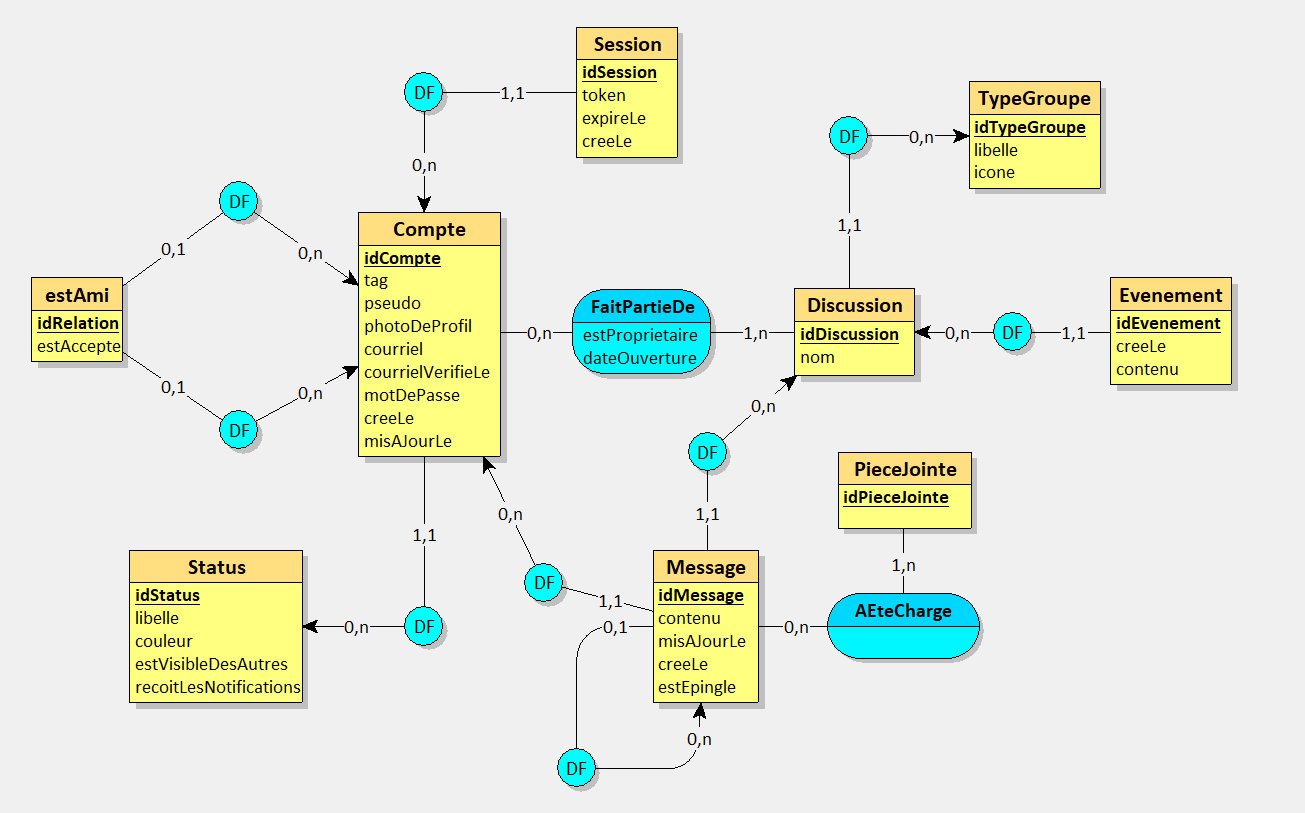 Session
idSession
token
expireLe
creeLe
DF
1,1
0,n
TypeGroupe
idTypeGroupe
libelle
icone
DF
0,n
1,1
DF
0,1
0,n
estAmi
idRelation
estAccepte
0,1
0,n
DF
Compte
idCompte
tag
pseudo
photoDeProfil
courriel
courrielVerifieLe
motDePasse
creeLe
misAJourLe
0,n
FaitPartieDe
estProprietaire
dateOuverture
1,n
Discussion
idDiscussion
nom
0,n
DF
1,1
Evenement
idEvenement
creeLe
contenu
0,n
DF
1,1
PieceJointe
idPieceJointe
1,n
AEteCharge
0,n
1,1
Status
idStatus
libelle
couleur
estVisibleDesAutres
recoitLesNotifications
0,n
DF
0,n
DF
1,1
0,1
Message
idMessage
contenu
misAJourLe
creeLe
estEpingle
0,n
DF